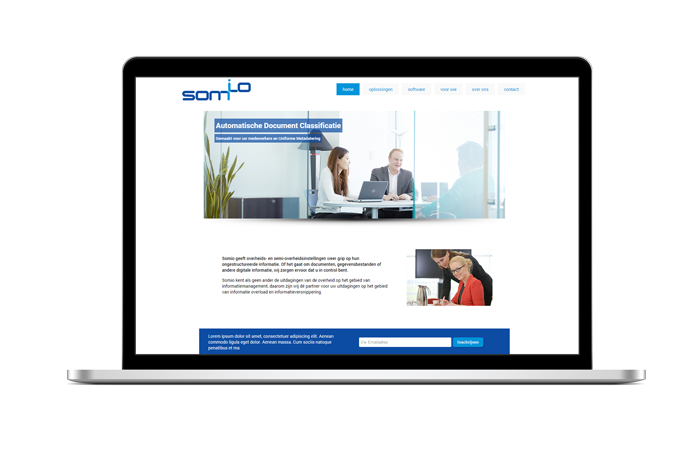 somio
home oplossingen software voor wie over ons contact
Automatische Document Classificatie
Gemaakt voor uw medewerkers en Uniforme Metadatering
Somio geeft overheids- en semi-overheidsinstellingen weer grip op hun
ongestructureerde informatie. Of het gaat om documenten, gegevensbestanden of
andere digitale informatie, wij zorgen ervoor dat u in control bent.
Somio kent als geen ander de uitdagingen van de overheid op het gebied van
informatiemanagement, daarom zijn wij dé partner voor uw uitdagingen op het gebied
van informatie overload en informatieversnippering.
Lorem ipsum dolor sit amet, consectetuer adipiscing elit. Aenean
commodo ligula eget dolor. Aenean massa. Cum sociis natoque
penatibus et ma
Inschrijven